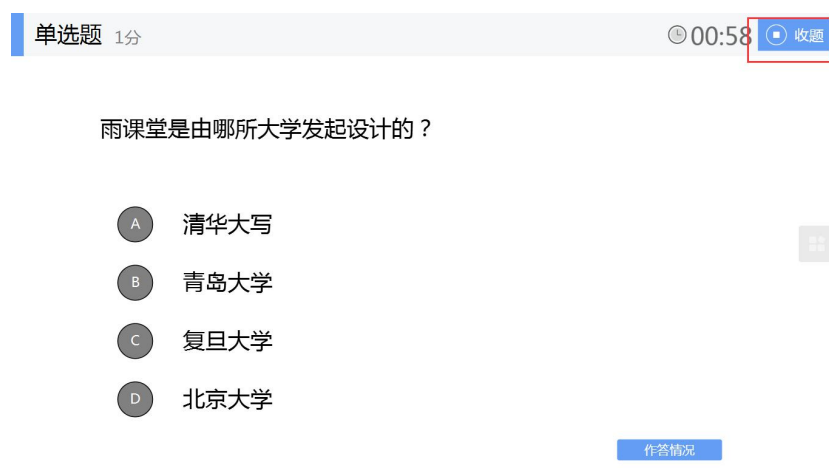 单选题 1分 00:58 收题
雨课堂是由哪所大学发起设计的？
A 清华大写
B 青岛大学
C 复旦大学
D 北京大学
作答情况